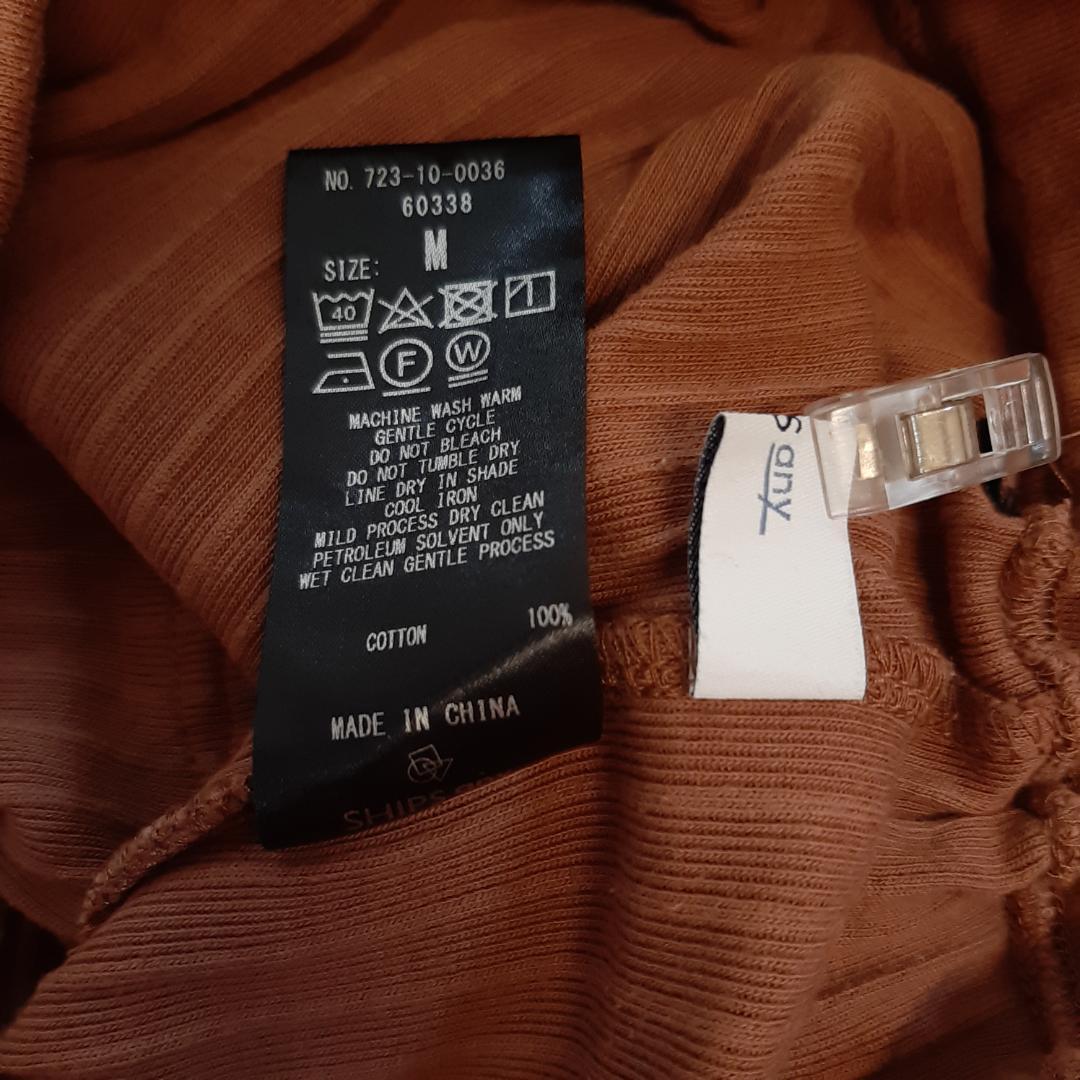 NO. 723-10-0036
60338
SIZE: M
40
F W
MACHINE WASH WARM
GENTLE CYCLE
DO NOT BLEACH
DO NOT TUMBLE DRY
LINE DRY IN SHADE
COOL IRON
MILD PROCESS DRY CLEAN
PETROLEUM SOLVENT ONLY
WET CLEAN GENTLE PROCESS
COTTON 100%
MADE IN CHINA
SHIPS
any